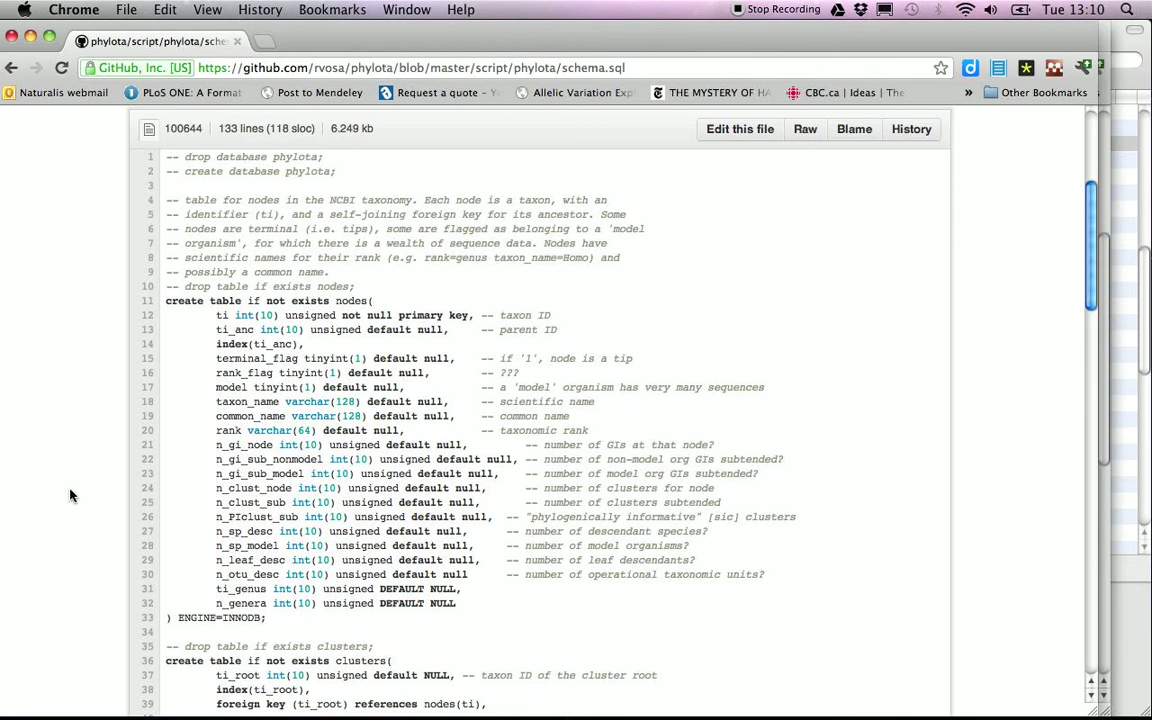 Chrome File Edit View History Bookmarks Window Help Stop Recording Tue 13:10
phylota/script/phylota/sche
GitHub, Inc. [US] https://github.com/rvosa/phylota/blob/master/script/phylota/schema.sql
Naturalis webmail PLoS ONE: A Format Post to Mendeley Request a quote – Yo Allelic Variation Exp THE MYSTERY OF HA CBC.ca | Ideas | The » Other Bookmarks
100644 133 lines (118 sloc) 6.249 kb Edit this file Raw Blame History
1 -- drop database phylota;
2 -- create database phylota;
3
4 -- table for nodes in the NCBI taxonomy. Each node is a taxon, with an
5 -- identifier (ti), and a self-joining foreign key for its ancestor. Some
6 -- nodes are terminal (i.e. tips), some are flagged as belonging to a 'model
7 -- organism', for which there is a wealth of sequence data. Nodes have
8 -- scientific names for their rank (e.g. rank=genus taxon_name=Homo) and
9 -- possibly a common name.
10 -- drop table if exists nodes;
11 create table if not exists nodes(
12 ti int(10) unsigned not null primary key, -- taxon ID
13 ti_anc int(10) unsigned default null, -- parent ID
14 index(ti_anc),
15 terminal_flag tinyint(1) default null, -- if '1', node is a tip
16 rank_flag tinyint(1) default null, -- ???
17 model tinyint(1) default null, -- a 'model' organism has very many sequences
18 taxon_name varchar(128) default null, -- scientific name
19 common_name varchar(128) default null, -- common name
20 rank varchar(64) default null, -- taxonomic rank
21 n_gi_node int(10) unsigned default null, -- number of GIs at that node?
22 n_gi_sub_nonmodel int(10) unsigned default null, -- number of non-model org GIs subtended?
23 n_gi_sub_model int(10) unsigned default null, -- number of model org GIs subtended?
24 n_clust_node int(10) unsigned default null, -- number of clusters for node
25 n_clust_sub int(10) unsigned default null, -- number of clusters subtended
26 n_PIclust_sub int(10) unsigned default null, -- "phylogenically informative" [sic] clusters
27 n_sp_desc int(10) unsigned default null, -- number of descendant species?
28 n_sp_model int(10) unsigned default null, -- number of model organisms?
29 n_leaf_desc int(10) unsigned default null, -- number of leaf descendants?
30 n_otu_desc int(10) unsigned default null -- number of operational taxonomic units?
31 ti_genus int(10) unsigned DEFAULT NULL,
32 n_genera int(10) unsigned DEFAULT NULL
33 ) ENGINE=INNODB;
34
35 -- drop table if exists clusters;
36 create table if not exists clusters(
37 ti_root int(10) unsigned default NULL, -- taxon ID of the cluster root
38 index(ti_root),
39 foreign key (ti_root) references nodes(ti),